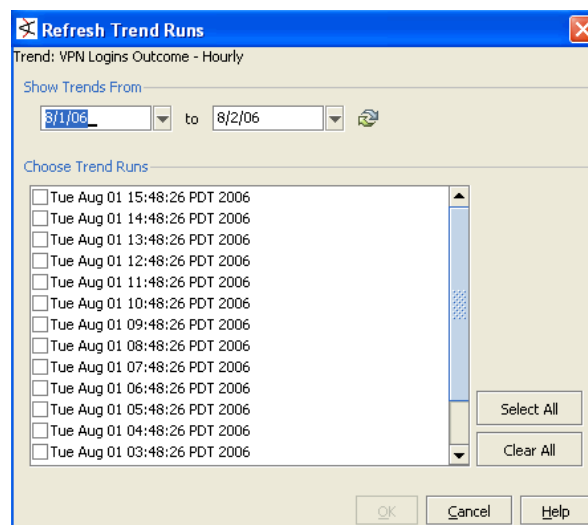 Refresh Trend Runs
Trend: VPN Logins Outcome - Hourly
Show Trends From
8/1/06 to 8/2/06
Choose Trend Runs
Tue Aug 01 15:48:26 PDT 2006
Tue Aug 01 14:48:26 PDT 2006
Tue Aug 01 13:48:26 PDT 2006
Tue Aug 01 12:48:26 PDT 2006
Tue Aug 01 11:48:26 PDT 2006
Tue Aug 01 10:48:26 PDT 2006
Tue Aug 01 09:48:26 PDT 2006
Tue Aug 01 08:48:26 PDT 2006
Tue Aug 01 07:48:26 PDT 2006
Tue Aug 01 06:48:26 PDT 2006
Tue Aug 01 05:48:26 PDT 2006
Tue Aug 01 04:48:26 PDT 2006
Tue Aug 01 03:48:26 PDT 2006
Select All
Clear All
OK Cancel Help